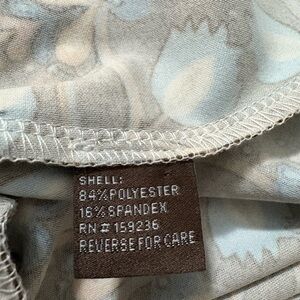 SHELL:
84% POLYESTER
16% SPANDEX
RN# 159236
REVERSE FOR CARE